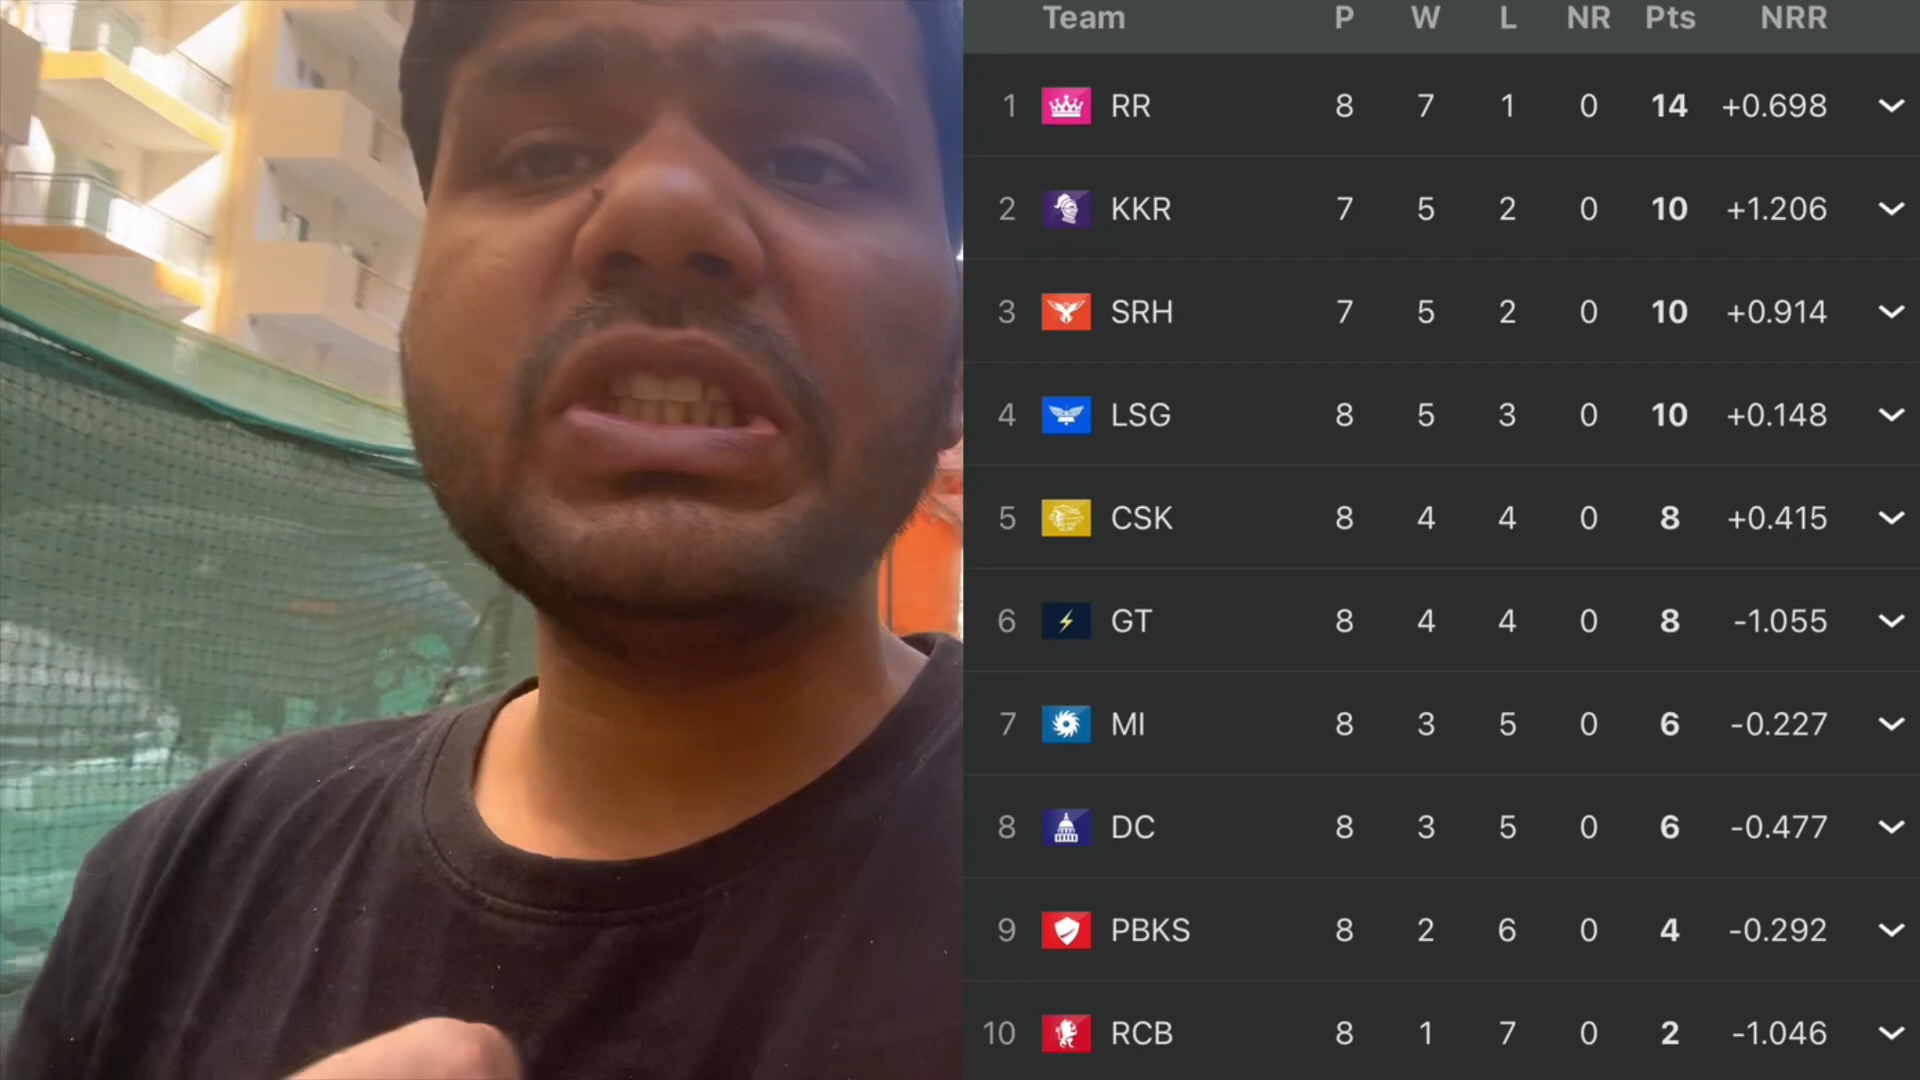 Team P W L NR Pts NRR
1 RR 8 7 1 0 14 +0.698
2 KKR 7 5 2 0 10 +1.206
3 SRH 7 5 2 0 10 +0.914
4 LSG 8 5 3 0 10 +0.148
5 CSK 8 4 4 0 8 +0.415
6 GT 8 4 4 0 8 -1.055
7 MI 8 3 5 0 6 -0.227
8 DC 8 3 5 0 6 -0.477
9 PBKS 8 2 6 0 4 -0.292
10 RCB 8 1 7 0 2 -1.046